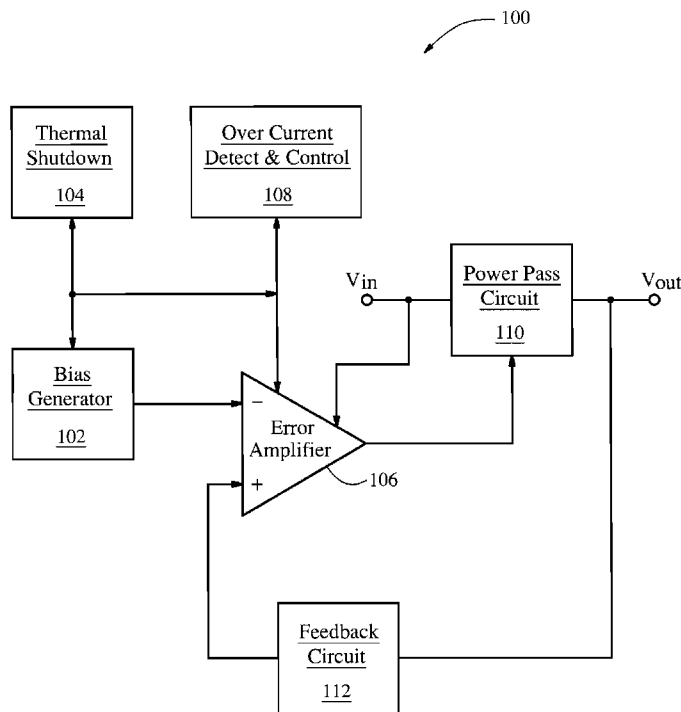 100
Thermal
Shutdown
104
Over Current
Detect & Control
108
Vin
Power Pass
Circuit
110
Vout
Bias
Generator
102
−
Error
Amplifier
+
106
Feedback
Circuit
112